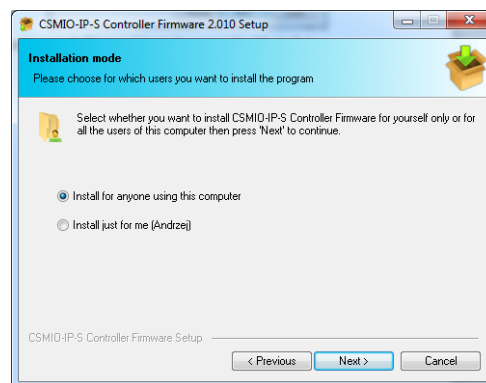 CSMIO-IP-S Controller Firmware 2.010 Setup
Installation mode
Please choose for which users you want to install the program
Select whether you want to install CSMIO-IP-S Controller Firmware for yourself only or for
all the users of this computer then press 'Next' to continue.
Install for anyone using this computer
Install just for me (Andrzej)
CSMIO-IP-S Controller Firmware Setup
< Previous
Next >
Cancel